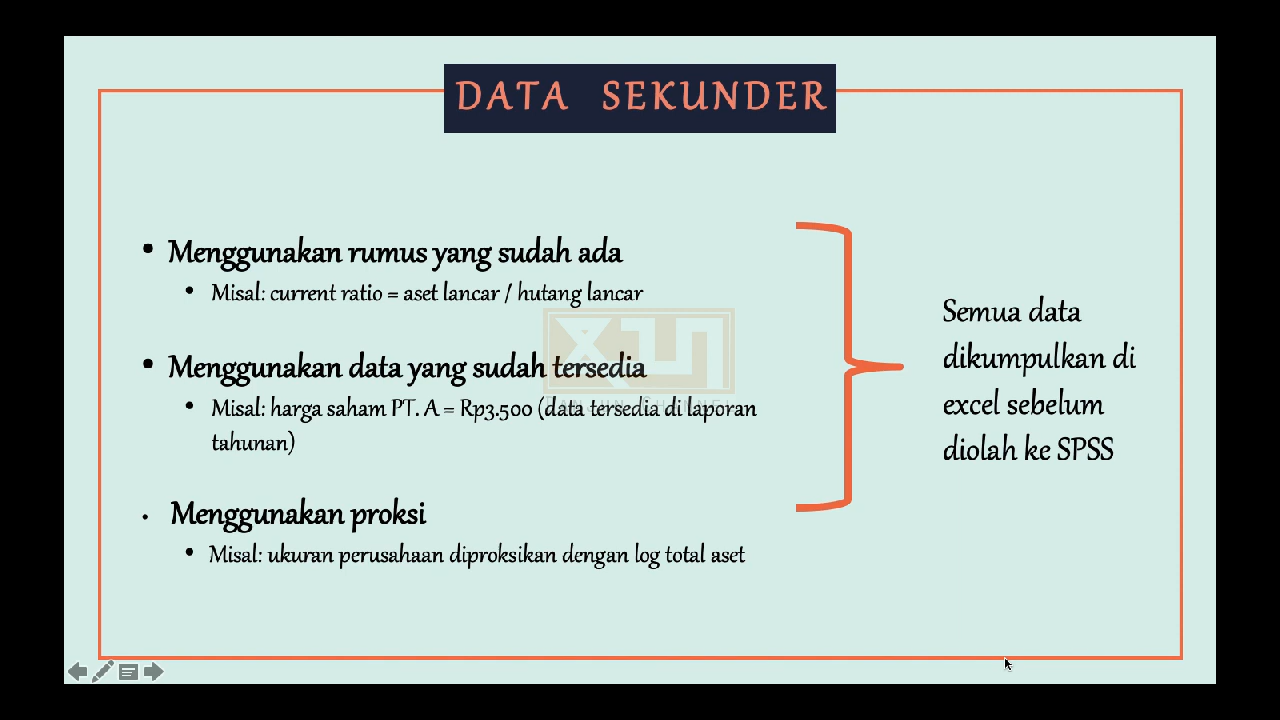 DATA SEKUNDER
• Menggunakan rumus yang sudah ada
• Misal: current ratio = aset lancar / hutang lancar
• Menggunakan data yang sudah tersedia
• Misal: harga saham PT. A = Rp3.500 (data tersedia di laporan
tahunan)
• Menggunakan proksi
• Misal: ukuran perusahaan diproksikan dengan log total aset
Semua data
dikumpulkan di
excel sebelum
diolah ke SPSS